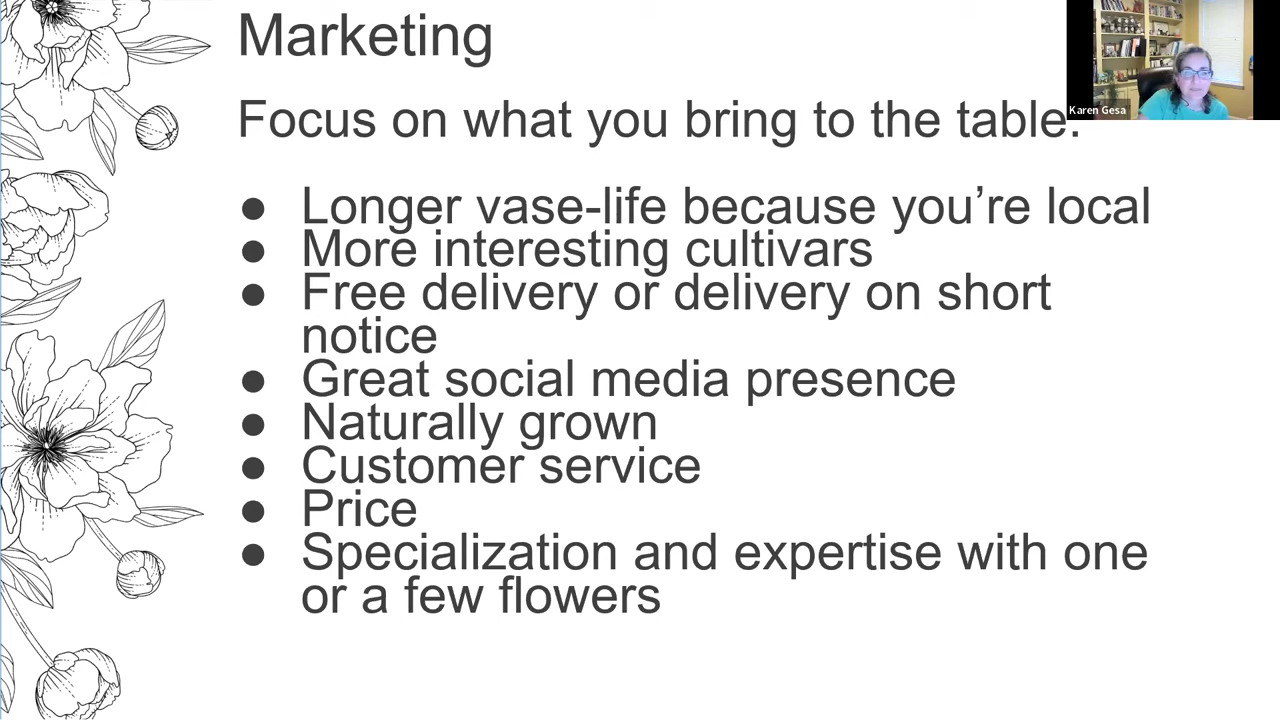 Marketing
Focus on what you bring to the table.
● Longer vase-life because you’re local
● More interesting cultivars
● Free delivery or delivery on short
notice
● Great social media presence
● Naturally grown
● Customer service
● Price
● Specialization and expertise with one
or a few flowers
Karen Gesa